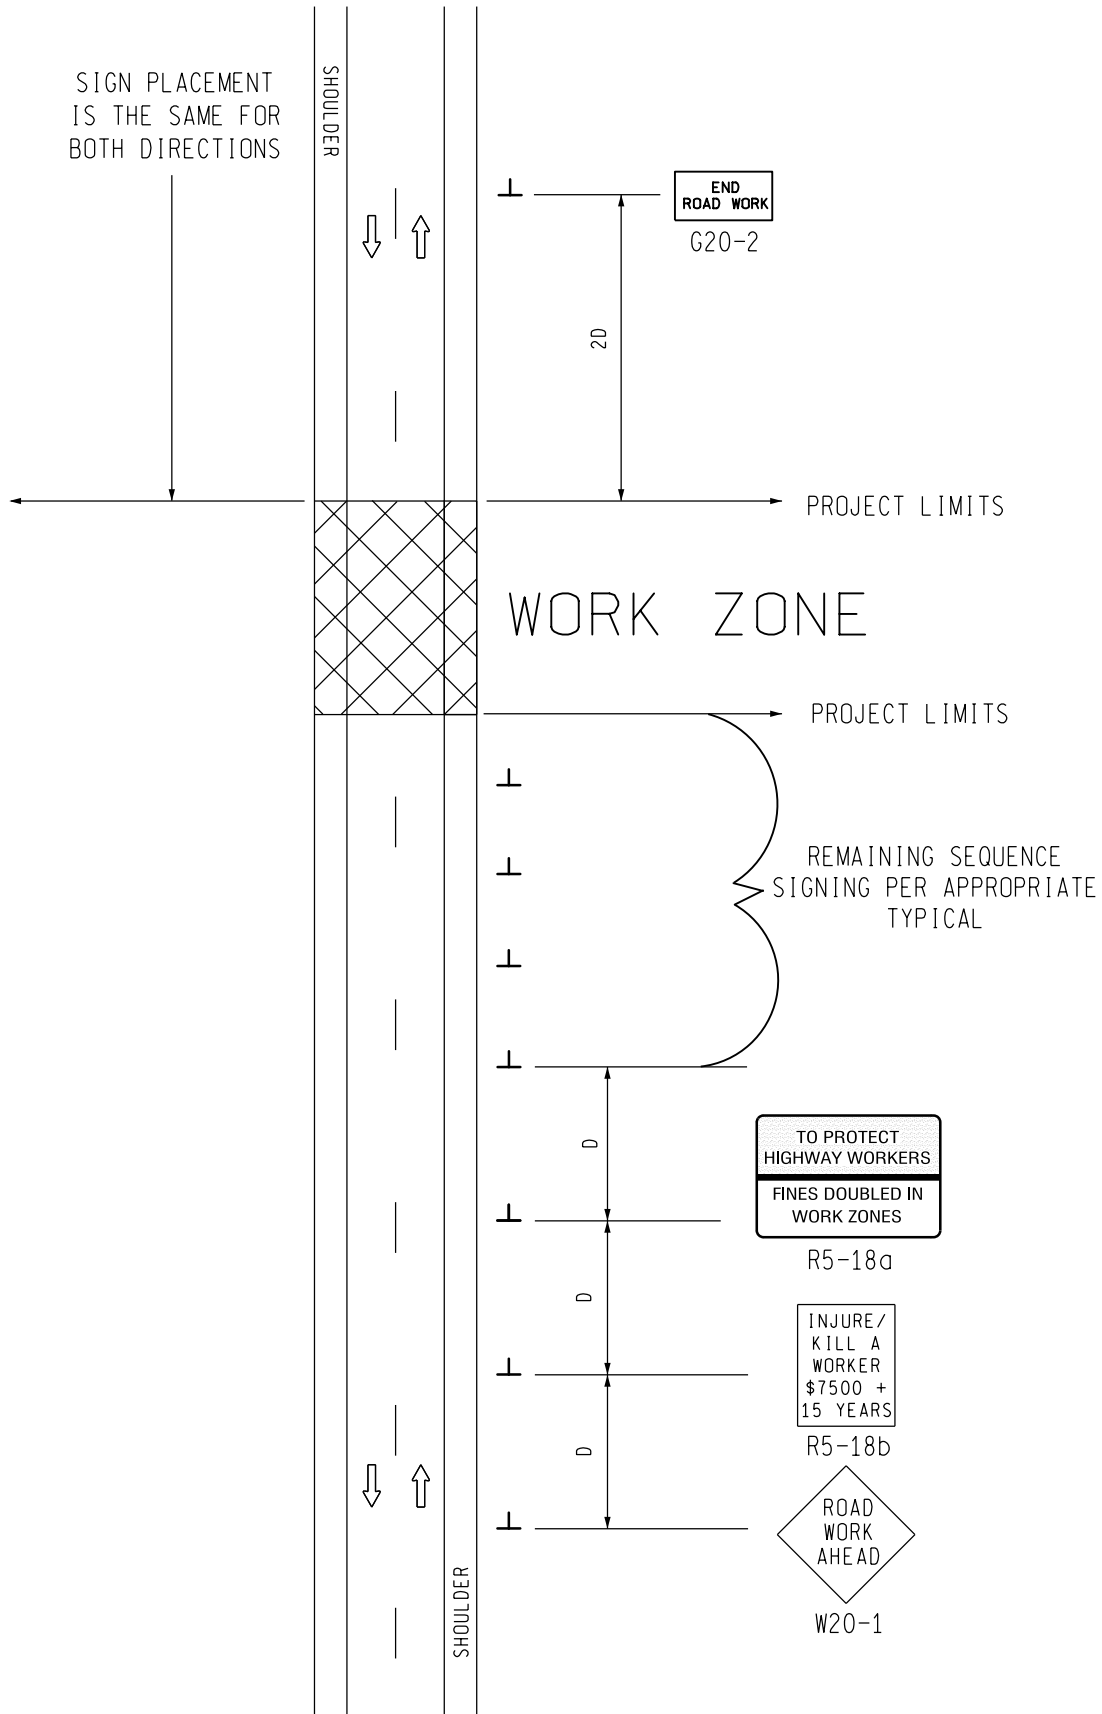 SIGN PLACEMENT
IS THE SAME FOR
BOTH DIRECTIONS
SHOULDER
END
ROAD WORK
G20-2
2D
PROJECT LIMITS
WORK ZONE
PROJECT LIMITS
REMAINING SEQUENCE
SIGNING PER APPROPRIATE
TYPICAL
D
TO PROTECT
HIGHWAY WORKERS
FINES DOUBLED IN
WORK ZONES
R5-18a
D
INJURE/
KILL A
WORKER
$7500 +
15 YEARS
R5-18b
D
ROAD
WORK
AHEAD
W20-1
SHOULDER